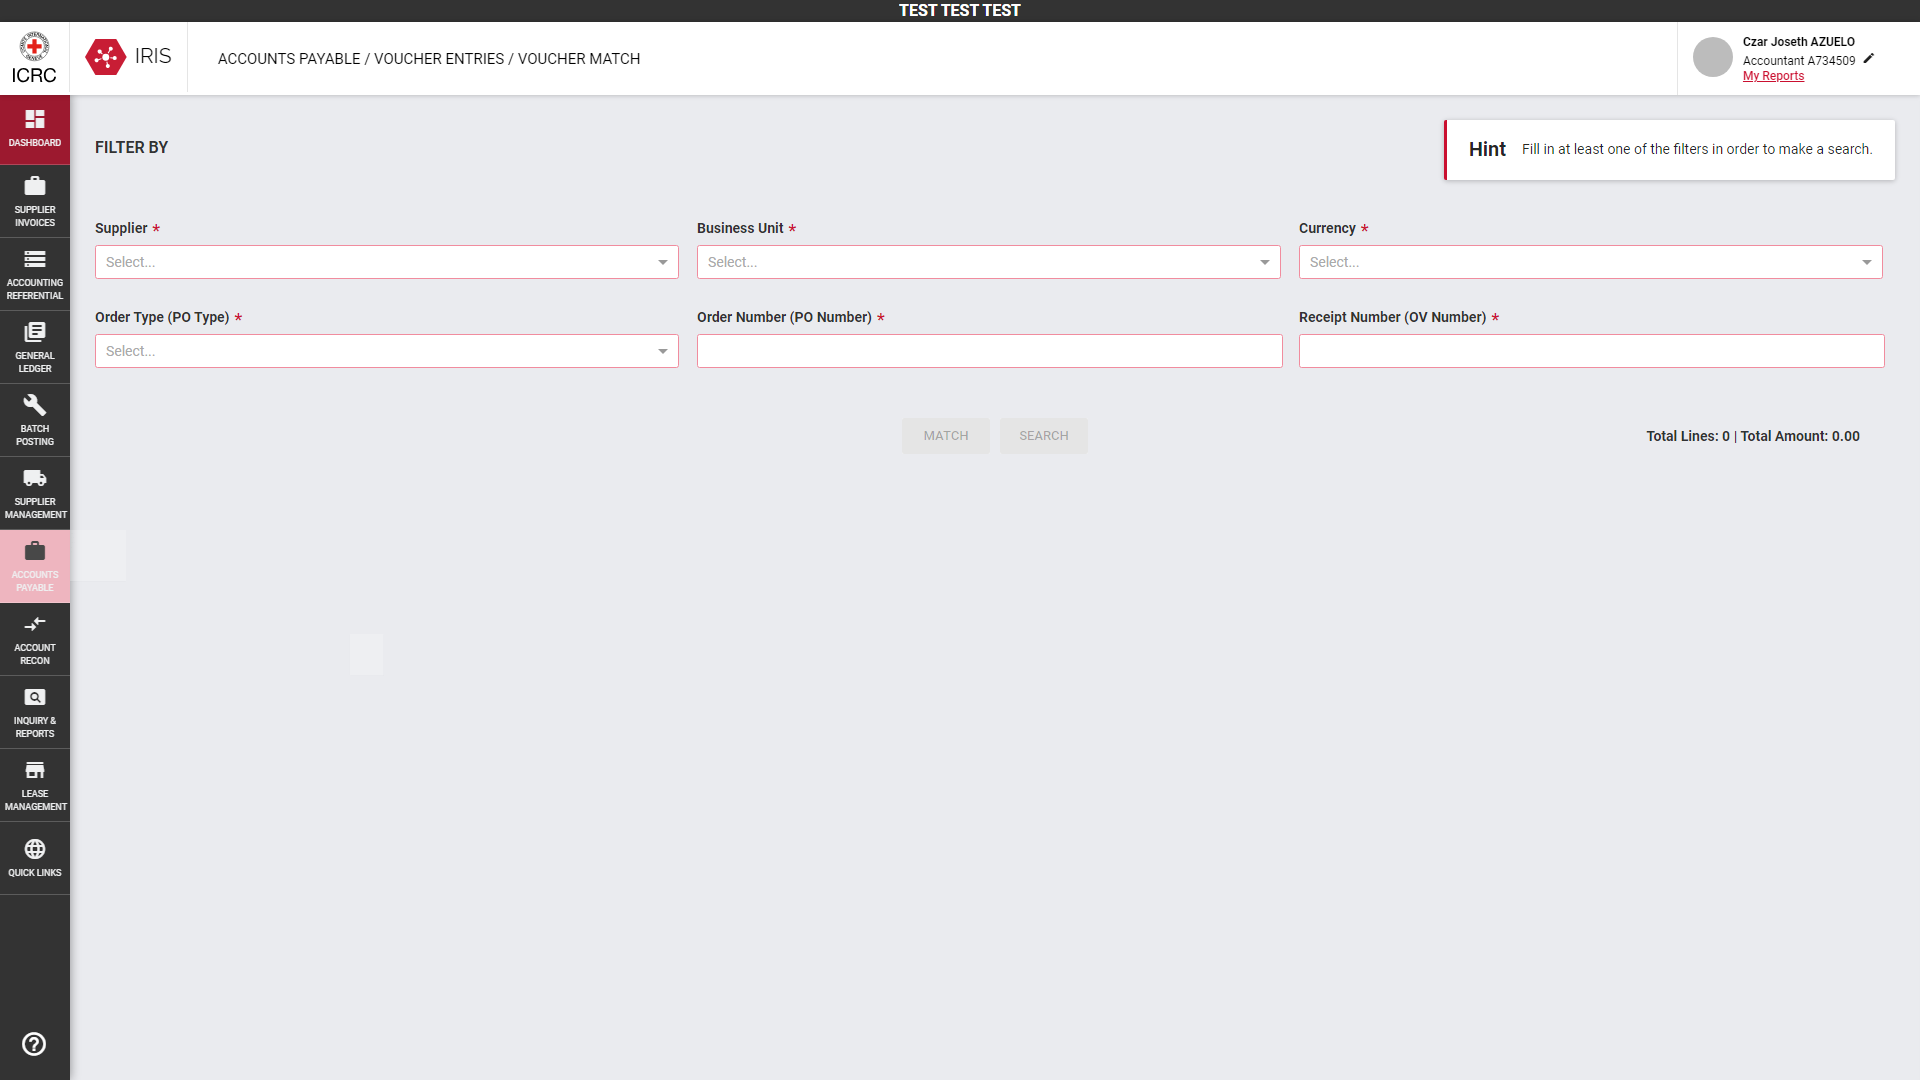 TEST TEST TEST
ICRC
IRIS
ACCOUNTS PAYABLE / VOUCHER ENTRIES / VOUCHER MATCH
Czar Joseth AZUELO
Accountant A734509
My Reports
DASHBOARD
SUPPLIER
INVOICES
ACCOUNTING
REFERENTIAL
GENERAL
LEDGER
BATCH
POSTING
SUPPLIER
MANAGEMENT
ACCOUNTS
PAYABLE
ACCOUNT
RECON
INQUIRY &
REPORTS
LEASE
MANAGEMENT
QUICK LINKS
FILTER BY
Hint Fill in at least one of the filters in order to make a search.
Supplier * Business Unit * Currency *
Select... Select... Select...
Order Type (PO Type) * Order Number (PO Number) * Receipt Number (OV Number) *
Select...
MATCH SEARCH Total Lines: 0 | Total Amount: 0.00